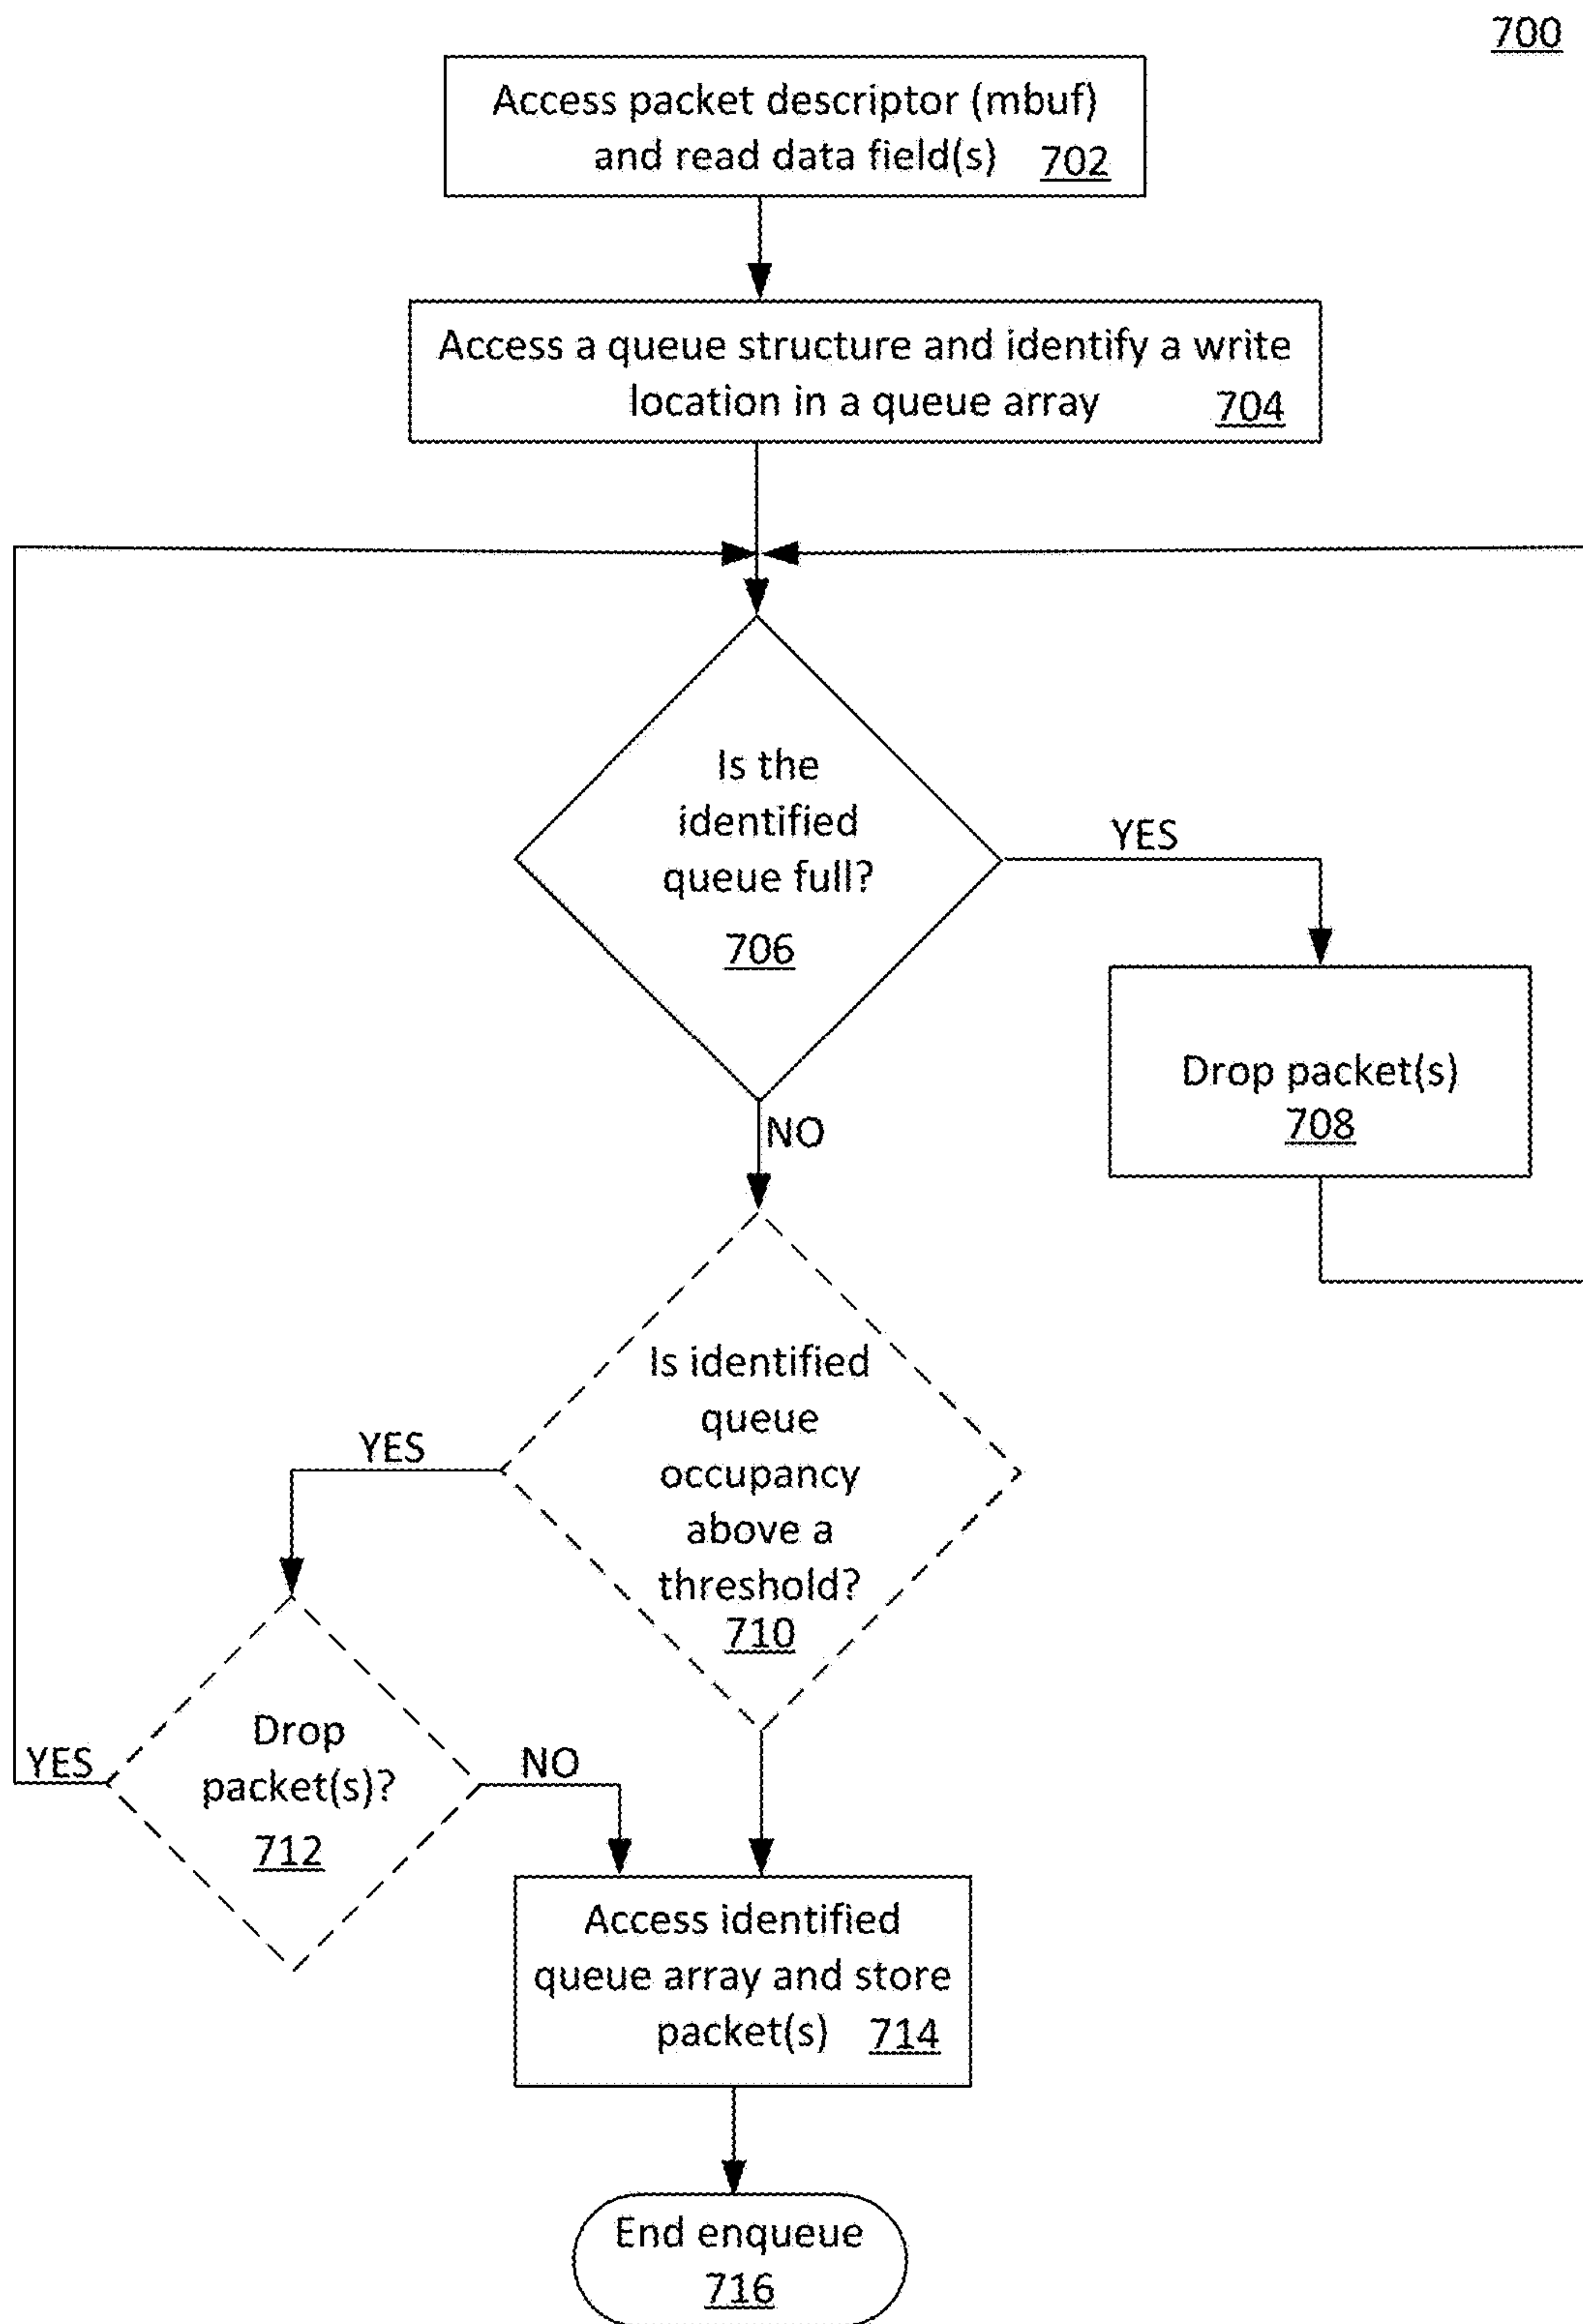 700
Access packet descriptor (mbuf)
and read data field(s) 702
Access a queue structure and identify a write
location in a queue array 704
Is the
identified
queue full?
706
YES
Drop packet(s)
708
NO
Is identified
queue
occupancy
above a
threshold?
710
YES
Drop
packet(s)?
712
YES
NO
Access identified
queue array and store
packet(s) 714
End enqueue
716